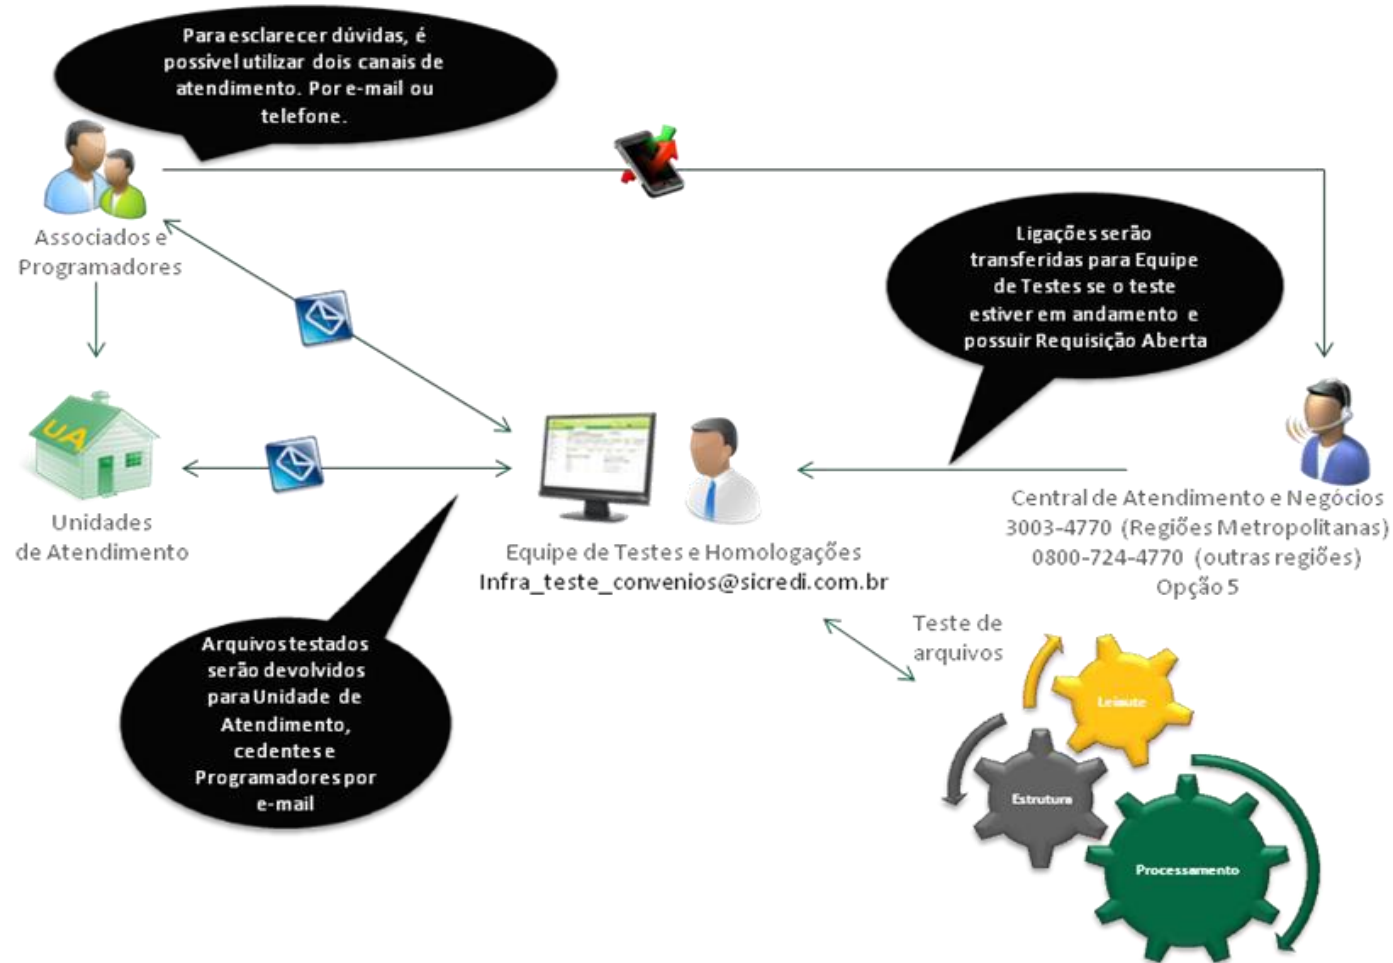 Para esclarecer dúvidas, é
possível utilizar dois canais de
atendimento. Por e-mail ou
telefone.
Associados e
Programadores
Ligações serão
transferidas para Equipe
de Testes se o teste
estiver em andamento e
possuir Requisição Aberta
UA
Unidades
de Atendimento
Equipe de Testes e Homologações
Infra_teste_convenios@sicredi.com.br
Central de Atendimento e Negócios
3003-4770 (Regiões Metropolitanas)
0800-724-4770 (outras regiões)
Opção 5
Arquivos testados
serão devolvidos
para Unidade de
Atendimento,
cedentes e
Programadores por
e-mail
Teste de
arquivos
Leiaute
Estrutura
Processamento